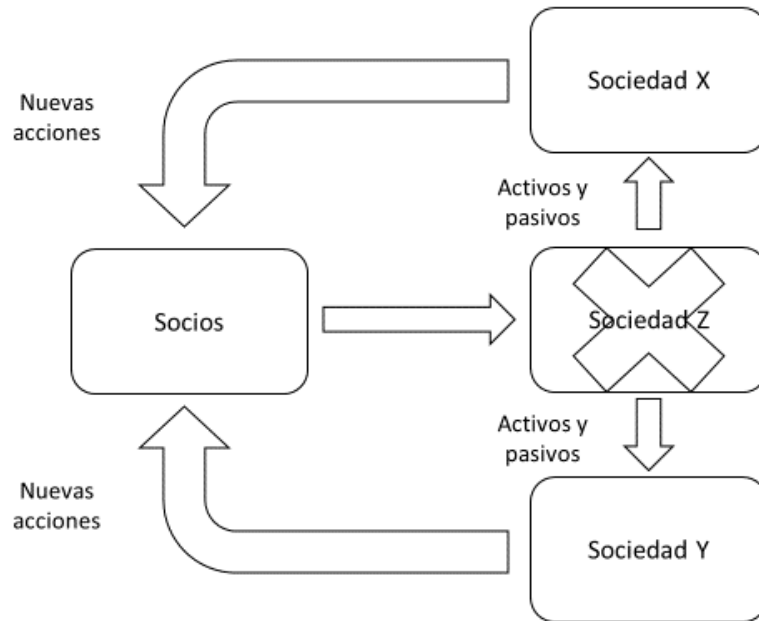 Sociedad X
Nuevas
acciones
Activos y
pasivos
Socios
Sociedad Z
Activos y
pasivos
Nuevas
acciones
Sociedad Y